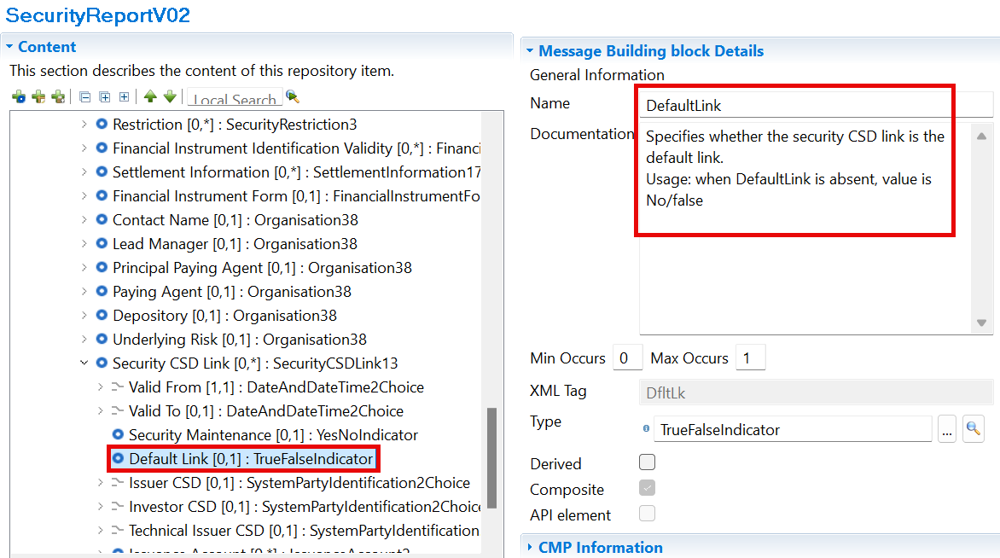 SecurityReportV02
Content
This section describes the content of this repository item.
Local Search
Restriction [0,*] : SecurityRestriction3
Financial Instrument Identification Validity [0,*] : Financi
Settlement Information [0,*] : SettlementInformation17
Financial Instrument Form [0,1] : FinancialInstrumentFo
Contact Name [0,1] : Organisation38
Lead Manager [0,1] : Organisation38
Principal Paying Agent [0,1] : Organisation38
Paying Agent [0,1] : Organisation38
Depository [0,1] : Organisation38
Underlying Risk [0,1] : Organisation38
Security CSD Link [0,*] : SecurityCSDLink13
Valid From [1,1] : DateAndDateTime2Choice
Valid To [0,1] : DateAndDateTime2Choice
Security Maintenance [0,1] : YesNoIndicator
Default Link [0,1] : TrueFalseIndicator
Issuer CSD [0,1] : SystemPartyIdentification2Choice
Investor CSD [0,1] : SystemPartyIdentification2Choice
Technical Issuer CSD [0,1] : SystemPartyIdentification
Issuance Account [0,*] : IssuanceAccount2
Message Building block Details
General Information
Name
DefaultLink
Documentation
Specifies whether the security CSD link is the
default link.
Usage: when DefaultLink is absent, value is
No/false
Min Occurs 0 Max Occurs 1
XML Tag
DfltLk
Type
TrueFalseIndicator
...
Derived
Composite
API element
CMP Information